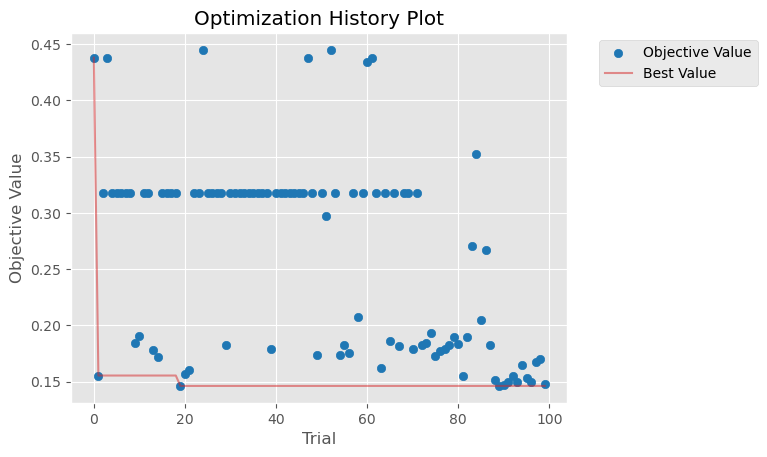 Optimization History Plot
Objective Value
Best Value
Objective Value
0.45
0.40
0.35
0.30
0.25
0.20
0.15
0
20
40
60
80
100
Trial